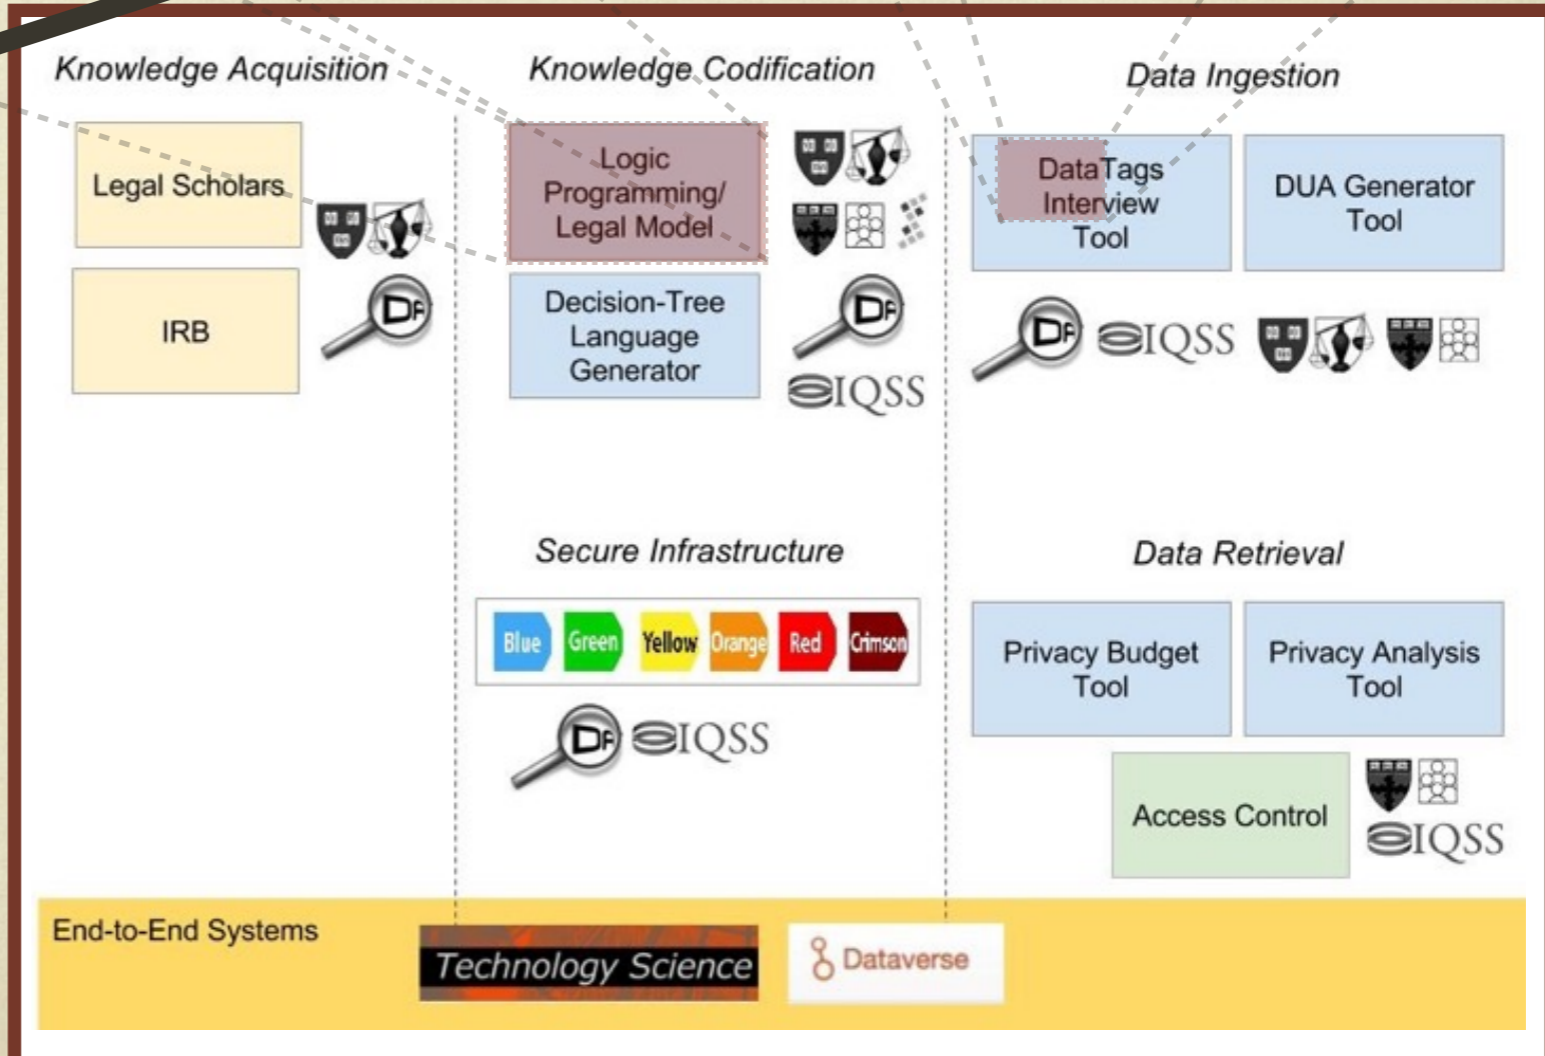 Knowledge Acquisition
Legal Scholars
IRB
Knowledge Codification
Logic
Programming/
Legal Model
Decision-Tree
Language
Generator
IQSS
Data Ingestion
DataTags
Interview
Tool
DUA Generator
Tool
IQSS
Secure Infrastructure
Blue
Green
Yellow
Orange
Red
Crimson
IQSS
Data Retrieval
Privacy Budget
Tool
Privacy Analysis
Tool
Access Control
IQSS
End-to-End Systems
Technology Science
Dataverse